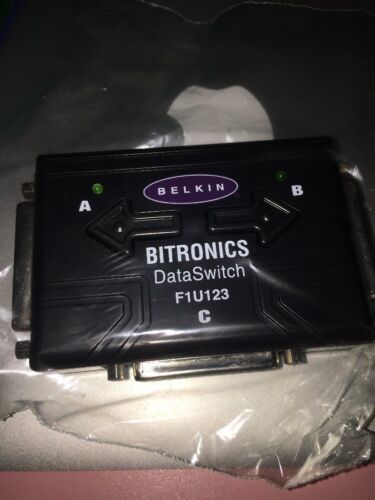 BELKIN
A
B
BITRONICS
DataSwitch
F1U123
C